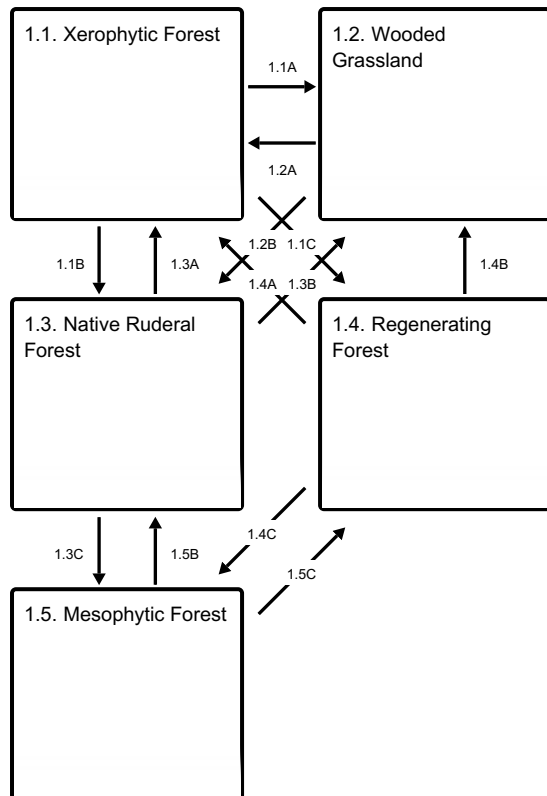 1.1. Xerophytic Forest
1.2. Wooded
Grassland
1.1A
1.2A
1.2B
1.1C
1.1B
1.3A
1.4B
1.4A
1.3B
1.3. Native Ruderal
Forest
1.4. Regenerating
Forest
1.4C
1.3C
1.5B
1.5C
1.5. Mesophytic Forest